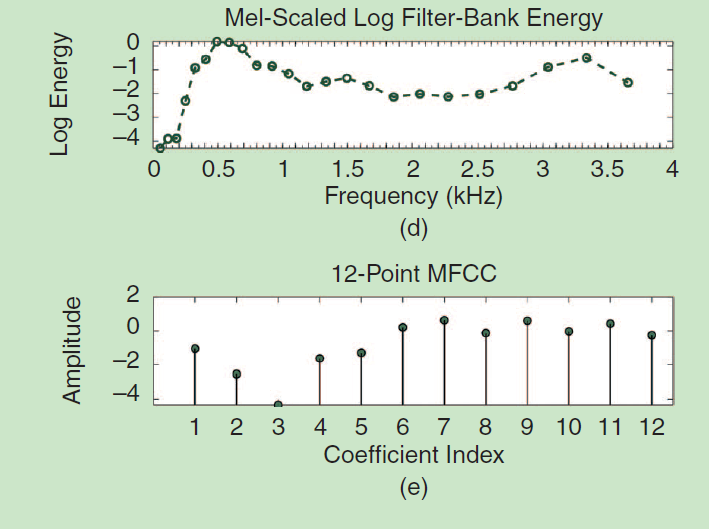 Mel-Scaled Log Filter-Bank Energy
Log Energy
0
–1
–2
–3
–4
0 0.5 1 1.5 2 2.5 3 3.5 4
Frequency (kHz)
(d)
12-Point MFCC
Amplitude
2
0
–2
–4
1 2 3 4 5 6 7 8 9 10 11 12
Coefficient Index
(e)